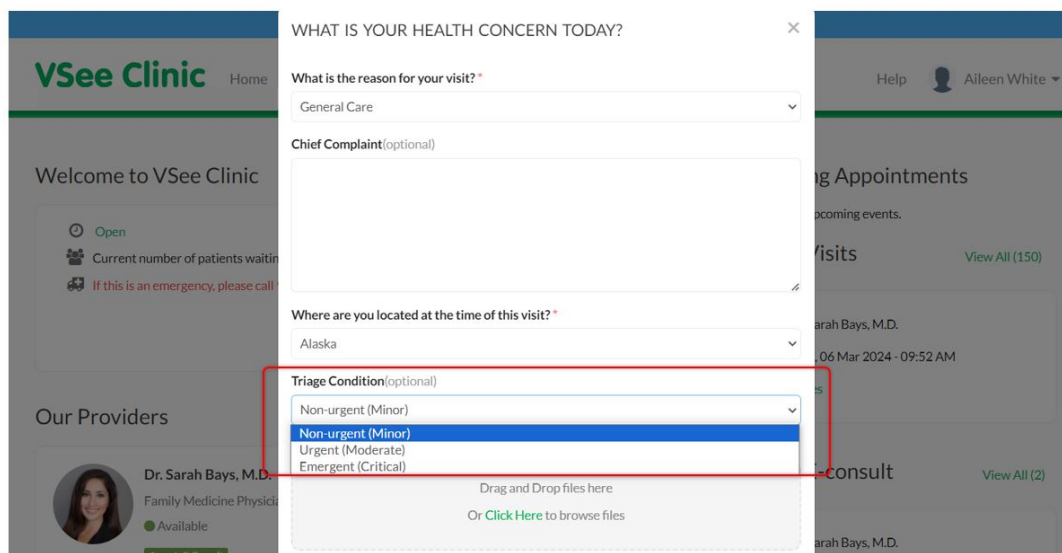 WHAT IS YOUR HEALTH CONCERN TODAY?
×
VSee Clinic
Home
Help
Aileen White
What is the reason for your visit? *
General Care
Chief Complaint(optional)
Where are you located at the time of this visit? *
Alaska
Triage Condition(optional)
Non-urgent (Minor)
Non-urgent (Minor)
Urgent (Moderate)
Emergent (Critical)
Drag and Drop files here
Or Click Here to browse files
Welcome to VSee Clinic
Open
Current number of patients waitin
If this is an emergency, please call
Our Providers
Dr. Sarah Bays, M.D.
Family Medicine Physicia
Available
ng Appointments
pcoming events.
View All (150)
arah Bays, M.D.
, 06 Mar 2024 - 09:52 AM
-consult
View All (2)
arah Bays, M.D.